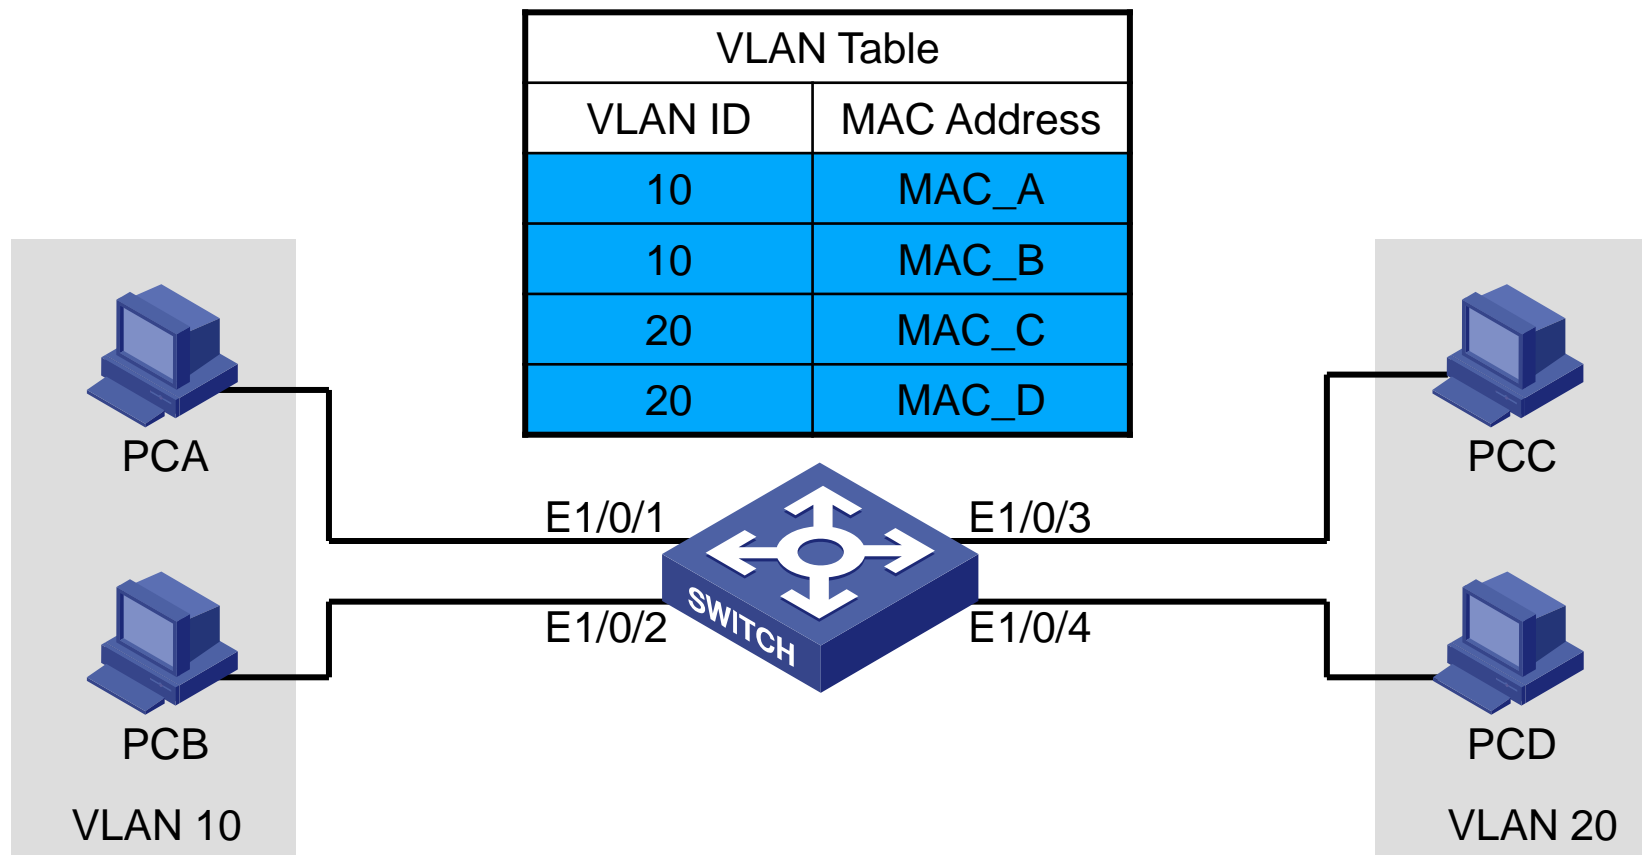 VLAN Table
VLAN ID MAC Address
10 MAC_A
10 MAC_B
20 MAC_C
20 MAC_D
PCA
PCC
E1/0/1
E1/0/3
SWITCH
E1/0/2
E1/0/4
PCB
PCD
VLAN 10
VLAN 20